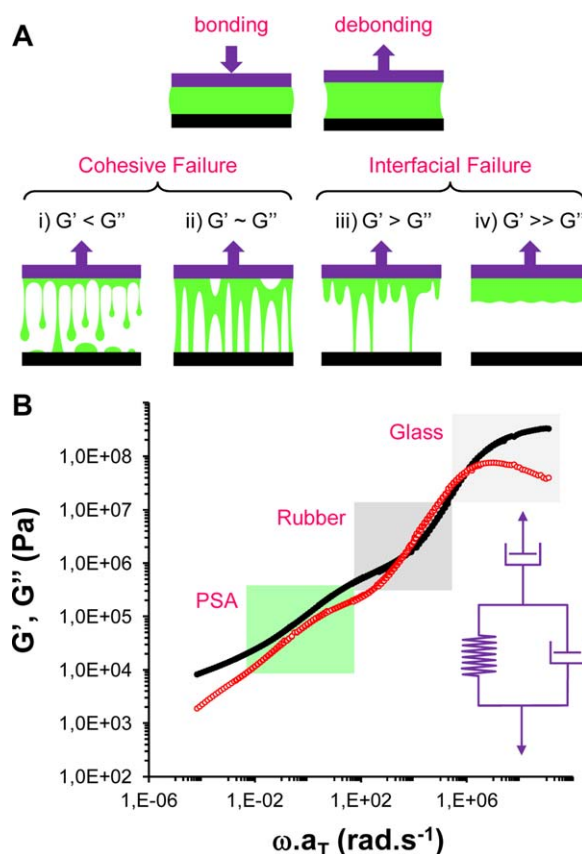 A
bonding
debonding
Cohesive Failure
Interfacial Failure
i) G' < G"
ii) G' ~ G"
iii) G' > G"
iv) G' >> G"
B
G', G" (Pa)
1,0E+08
1,0E+07
1,0E+06
1,0E+05
1,0E+04
1,0E+03
1,0E+02
Glass
Rubber
PSA
1,E-06
1,E-02
1,E+02
1,E+06
ω.aT (rad.s-1)